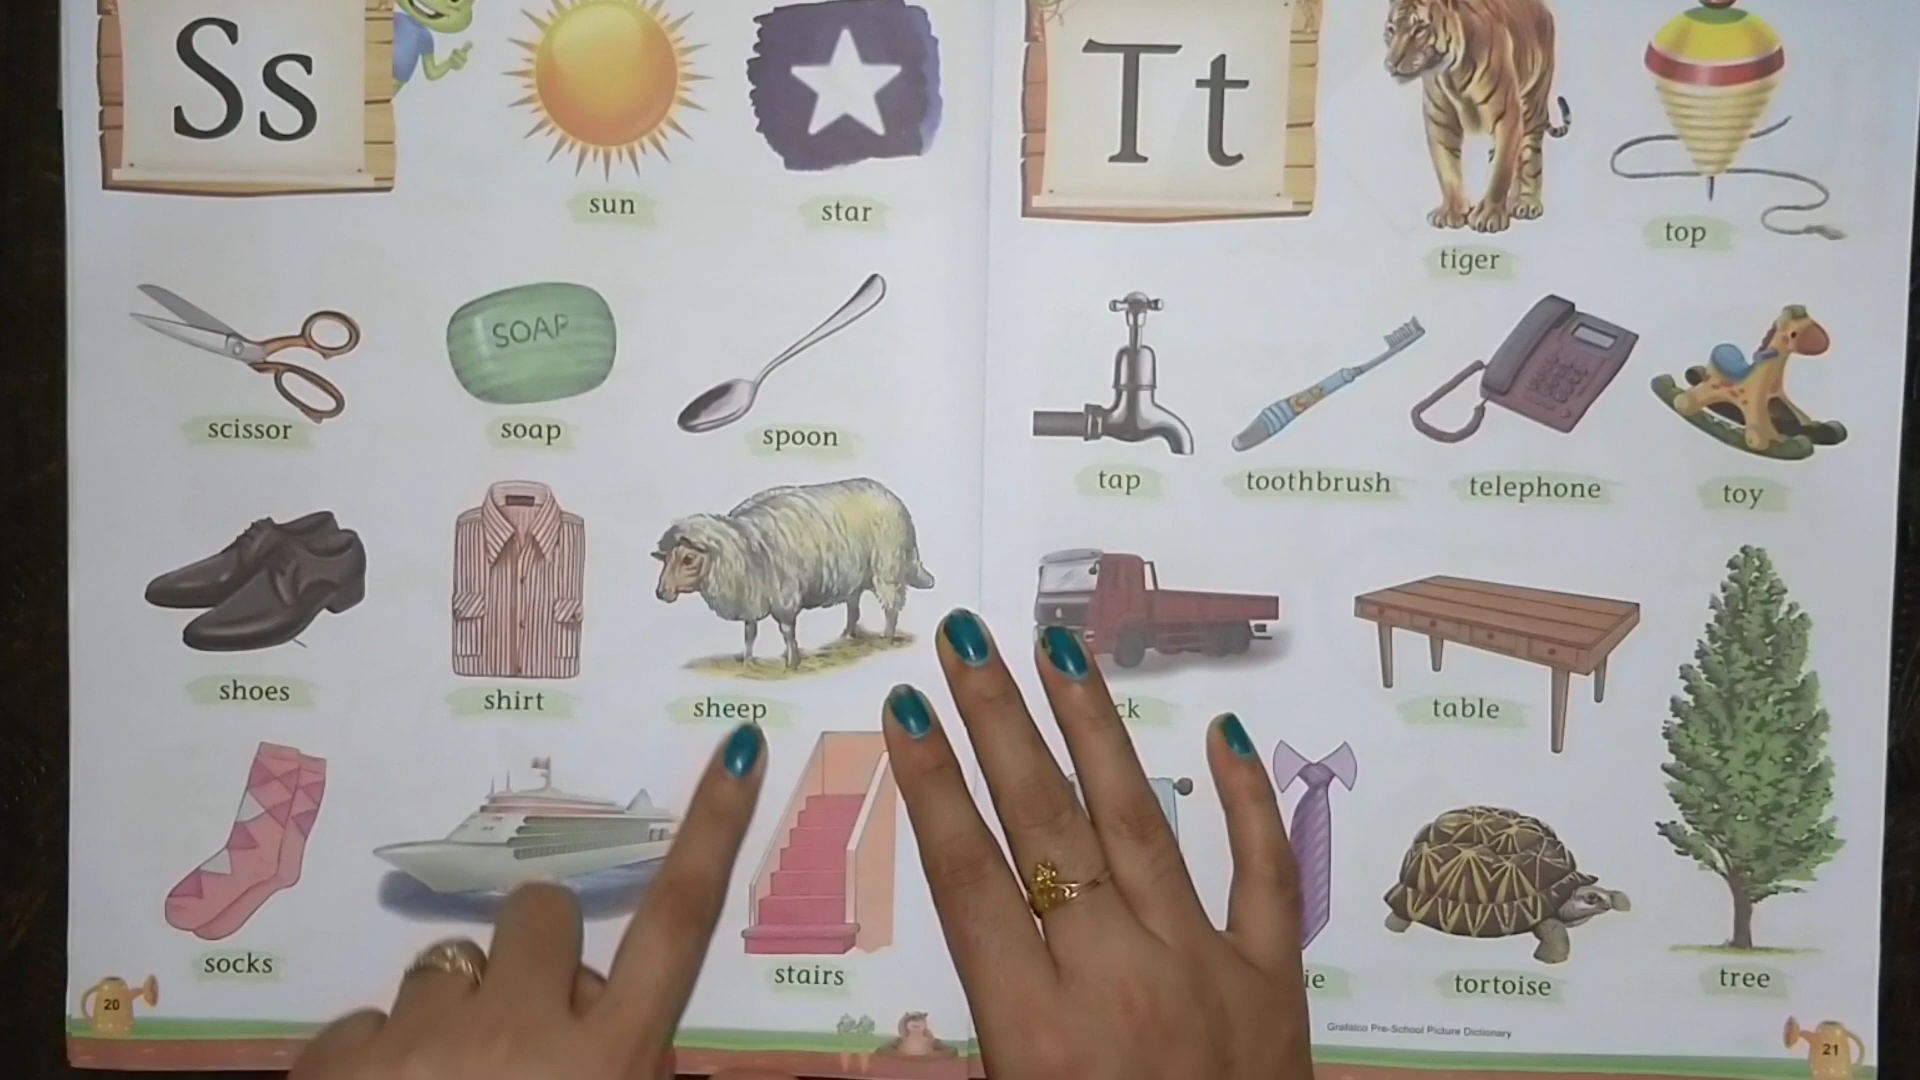 Ss
sun
star
scissor
SOAP
soap
spoon
shoes
shirt
sheep
socks
stairs
20
Tt
tiger
top
tap
toothbrush
telephone
toy
table
tortoise
tree
Grafalco Pre-School Picture Dictionary
21